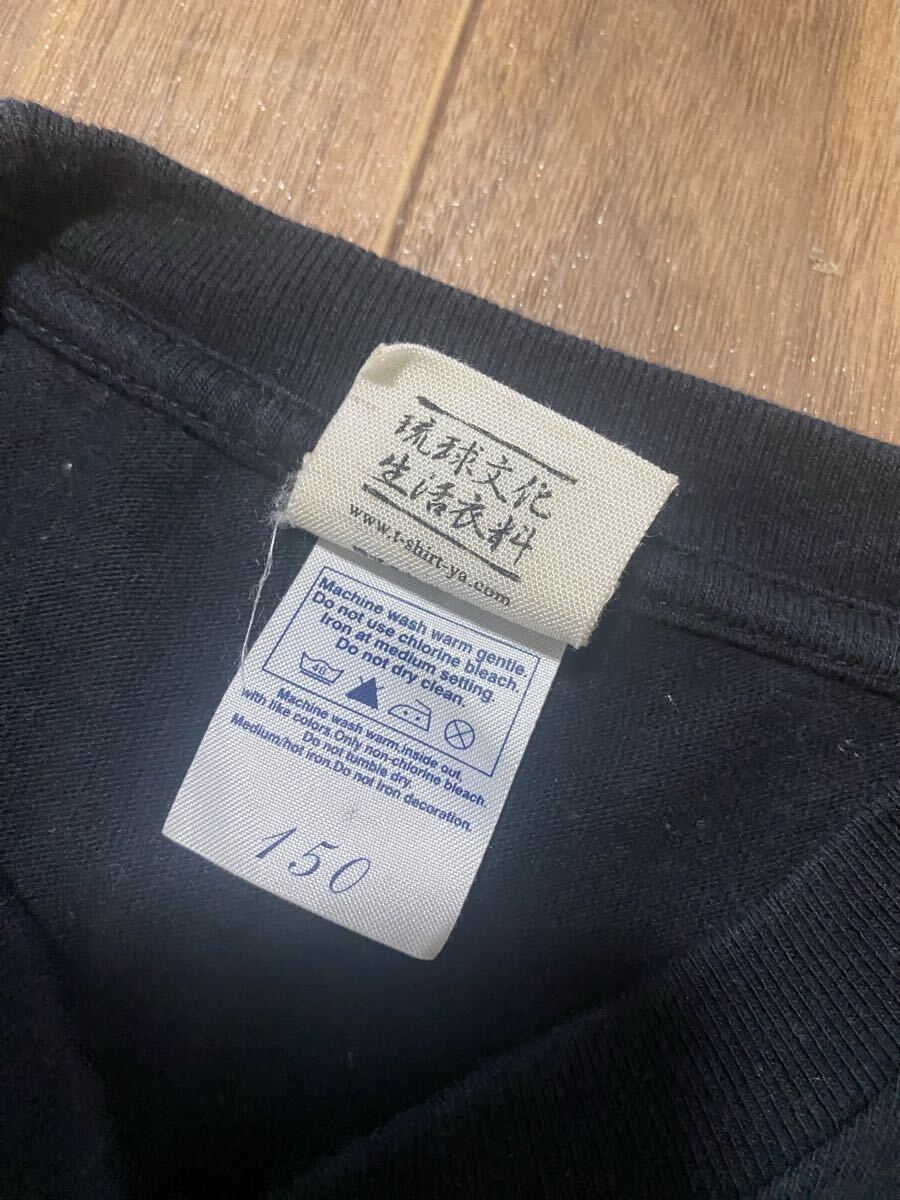 琉球文化
生活衣料
www.t-shirt-ya.com
Machine wash warm gentle.
Do not use chlorine bleach.
Iron at medium setting.
Do not dry clean.
40
Machine wash warm,inside out,
with like colors.Only non-chlorine bleach.
Do not tumble dry.
Medium/hot iron.Do not iron decoration.
150